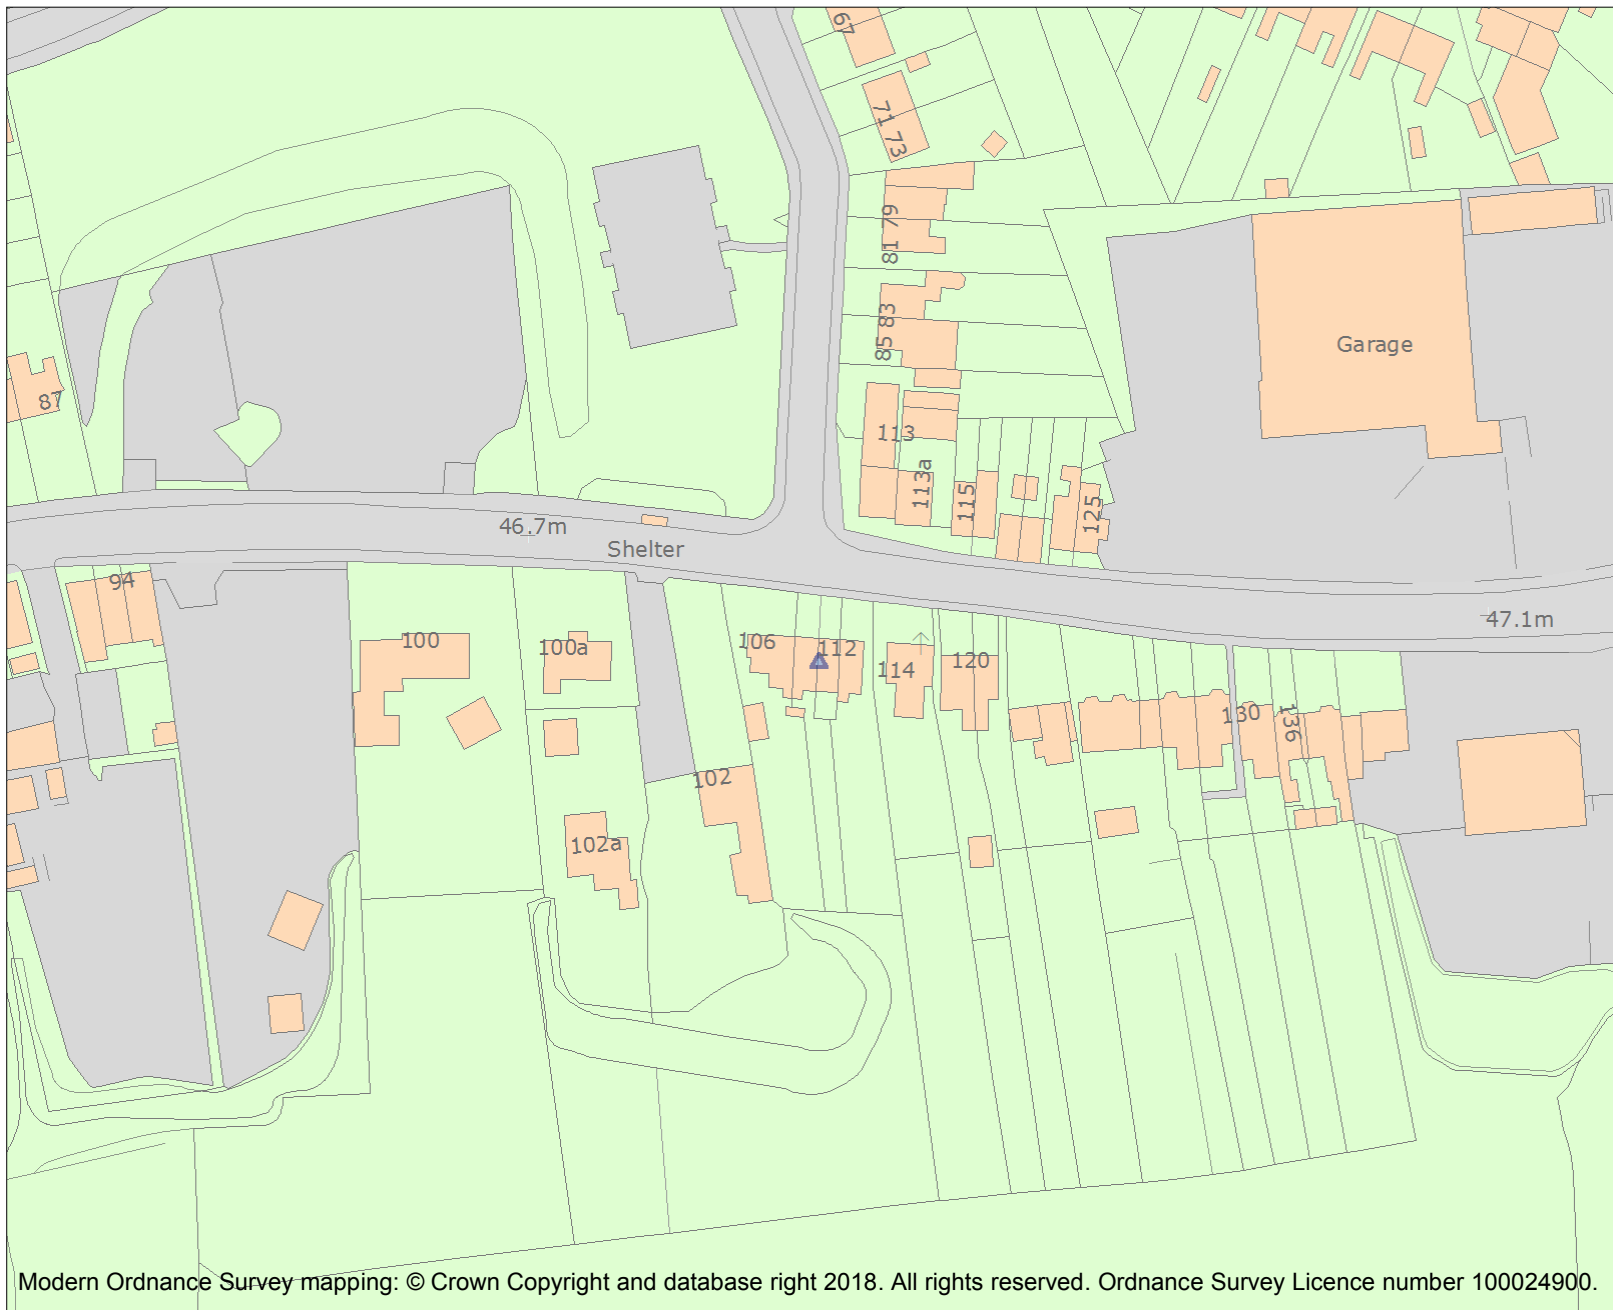 67
71 73
81 79
85 83
Garage
87
113
113a
115
125
46.7m
Shelter
94
47.1m
100
100a
106
112
114
120
130
136
102
102a
Modern Ordnance Survey mapping: © Crown Copyright and database right 2018. All rights reserved. Ordnance Survey Licence number 100024900.